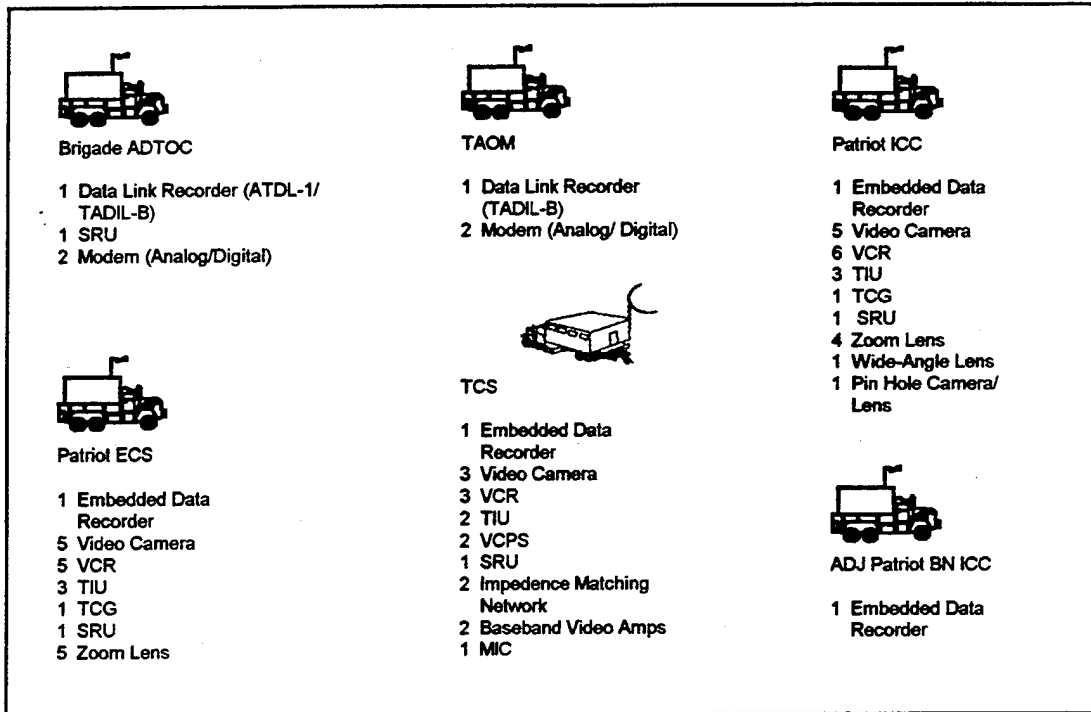 Brigade ADTOC
1 Data Link Recorder (ATDL-1/
TADIL-B)
1 SRU
2 Modem (Analog/Digital)
TAOM
1 Data Link Recorder
(TADIL-B)
2 Modem (Analog/ Digital)
Patriot ICC
1 Embedded Data
Recorder
5 Video Camera
6 VCR
3 TIU
1 TCG
1 SRU
4 Zoom Lens
1 Wide-Angle Lens
1 Pin Hole Camera/
Lens
Patriot ECS
1 Embedded Data
Recorder
5 Video Camera
5 VCR
3 TIU
1 TCG
1 SRU
5 Zoom Lens
TCS
1 Embedded Data
Recorder
3 Video Camera
3 VCR
2 TIU
2 VCPS
1 SRU
2 Impedence Matching
Network
2 Baseband Video Amps
1 MIC
ADJ Patriot BN ICC
1 Embedded Data
Recorder